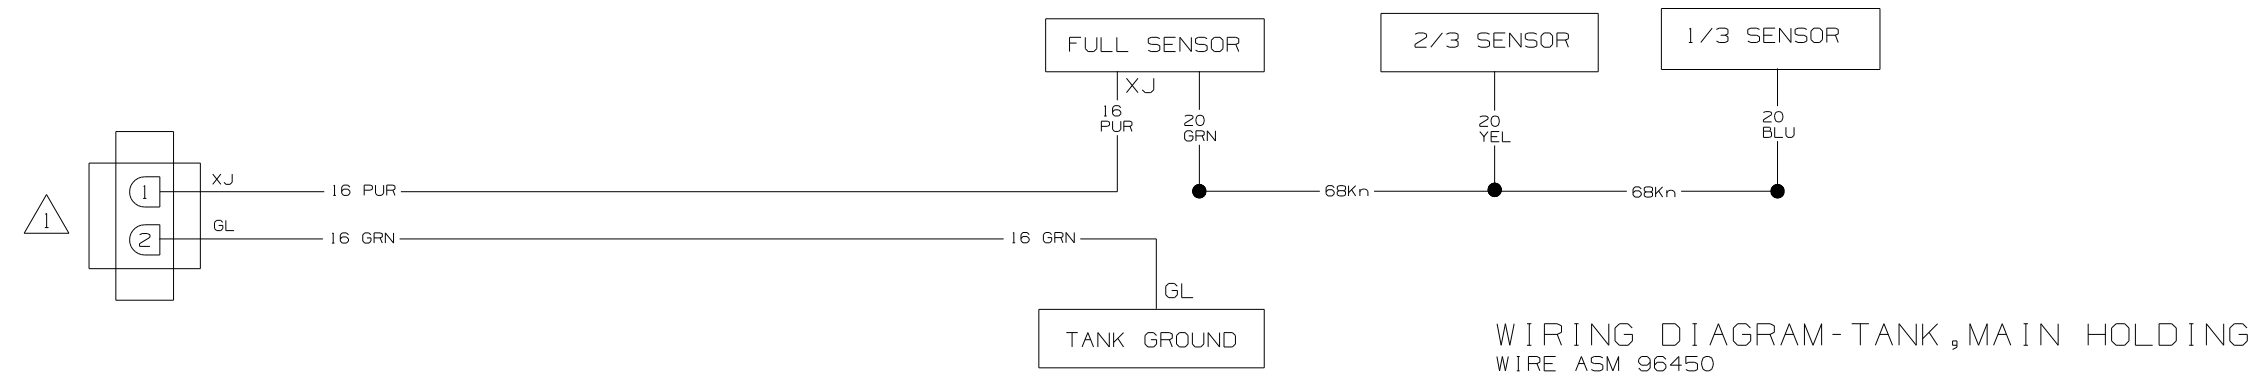 FULL SENSOR
2/3 SENSOR
1/3 SENSOR
XJ
16
PUR
20
GRN
20
YEL
20
BLU
1
1
XJ
16 PUR
68Kn
68Kn
2
GL
16 GRN
16 GRN
GL
TANK GROUND
WIRING DIAGRAM-TANK,MAIN HOLDING
WIRE ASM 96450